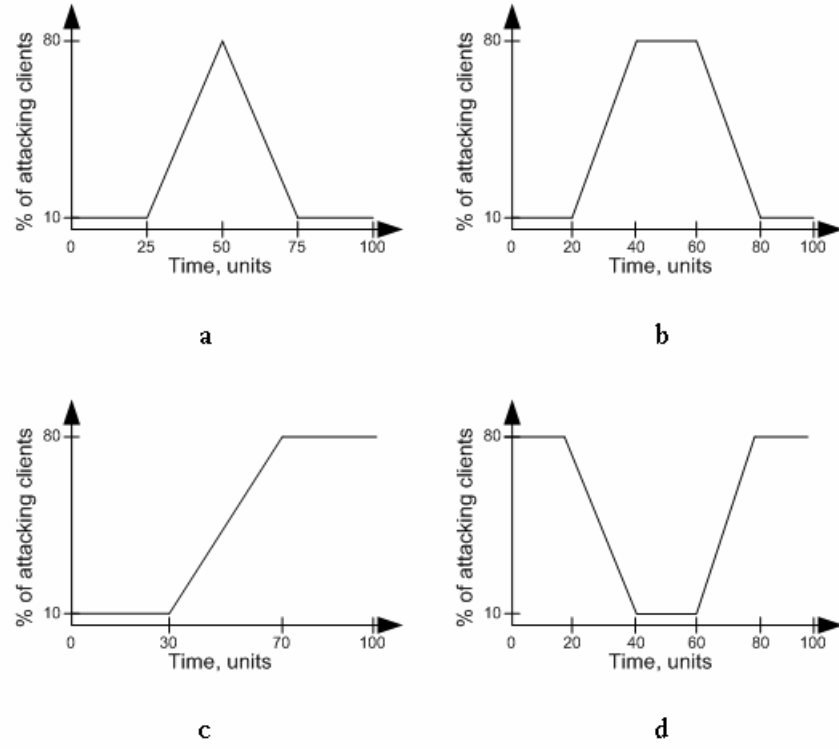 % of attacking clients
80
10
0 25 50 75 100
Time, units
a
% of attacking clients
80
10
0 20 40 60 80 100
Time, units
b
% of attacking clients
80
10
0 30 70 100
Time, units
c
% of attacking clients
80
10
0 20 40 60 80 100
Time, units
d